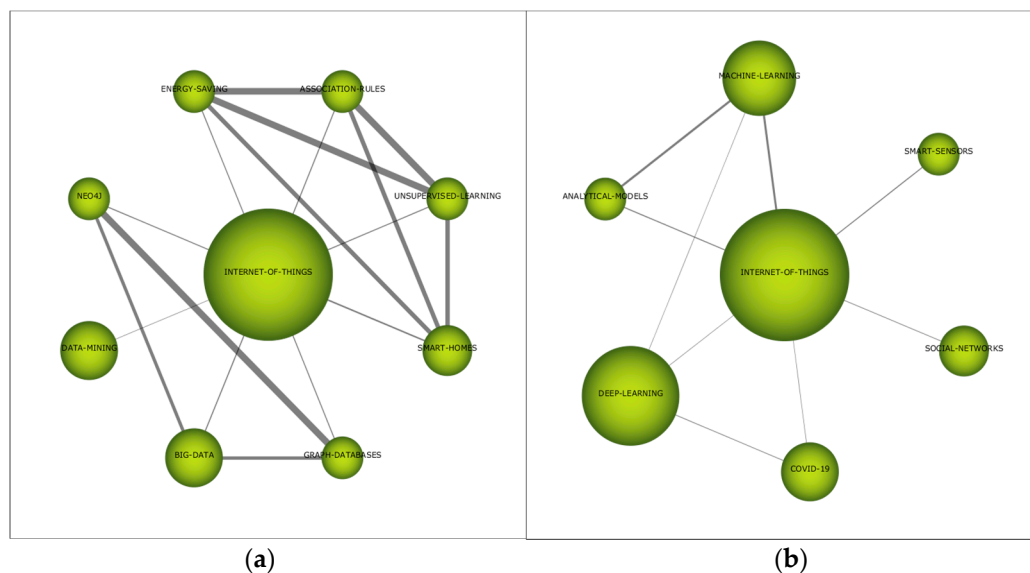 ENERGY-SAVING
ASSOCIATION-RULES
NEO4J
UNSUPERVISED-LEARNING
INTERNET-OF-THINGS
DATA-MINING
SMART-HOMES
BIG-DATA
GRAPH-DATABASES
(a)
MACHINE-LEARNING
SMART-SENSORS
ANALYTICAL-MODELS
INTERNET-OF-THINGS
SOCIAL-NETWORKS
DEEP-LEARNING
COVID-19
(b)